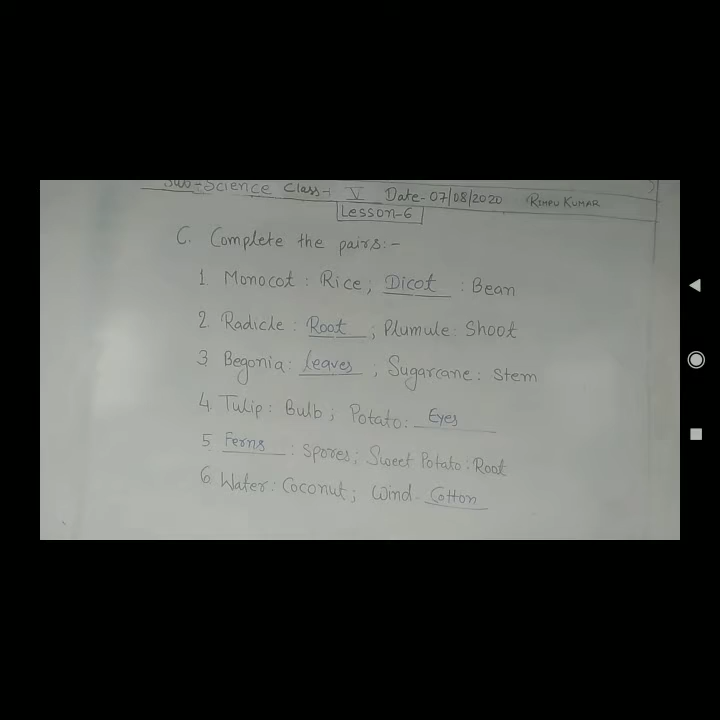 Sub-Science Class- V Date-07/08/2020 RIMPU KUMAR
Lesson-6
C. Complete the pairs:-
1. Monocot : Rice; Dicot : Bean
2. Radicle : Root ; Plumule: Shoot
3 Begonia: leaves ; Sugarcane: Stem
4. Tulip: Bulb; Potato: Eyes
5 Ferns : spores; Sweet Potato: Root
6 Water: Coconut; Wind- Cotton